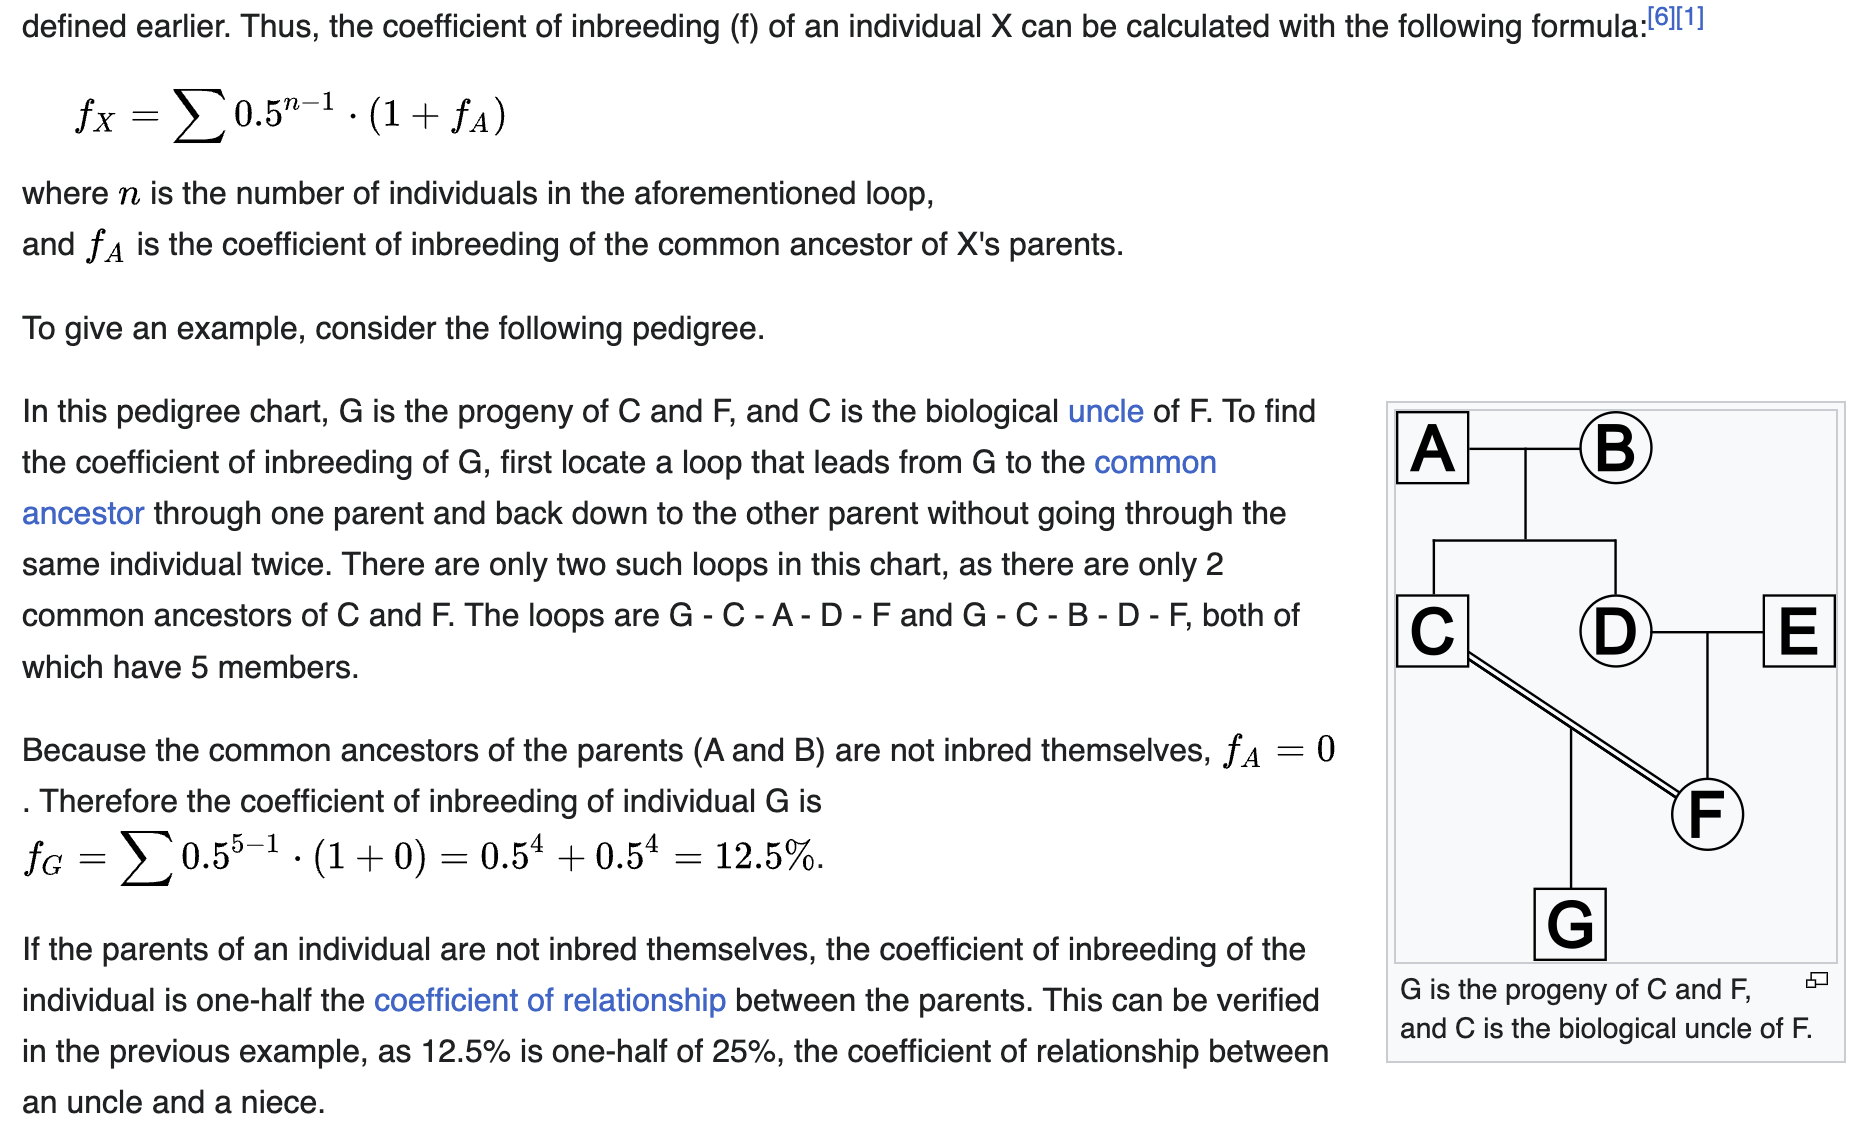 defined earlier. Thus, the coefficient of inbreeding (f) of an individual X can be calculated with the following formula:[6][1]
f_X = ∑ 0.5^{n−1} · (1 + f_A)
where n is the number of individuals in the aforementioned loop,
and f_A is the coefficient of inbreeding of the common ancestor of X's parents.
To give an example, consider the following pedigree.
In this pedigree chart, G is the progeny of C and F, and C is the biological uncle of F. To find
the coefficient of inbreeding of G, first locate a loop that leads from G to the common
ancestor through one parent and back down to the other parent without going through the
same individual twice. There are only two such loops in this chart, as there are only 2
common ancestors of C and F. The loops are G - C - A - D - F and G - C - B - D - F, both of
which have 5 members.
Because the common ancestors of the parents (A and B) are not inbred themselves, f_A = 0
. Therefore the coefficient of inbreeding of individual G is
f_G = ∑ 0.5^{5−1} · (1 + 0) = 0.5^4 + 0.5^4 = 12.5%.
If the parents of an individual are not inbred themselves, the coefficient of inbreeding of the
individual is one-half the coefficient of relationship between the parents. This can be verified
in the previous example, as 12.5% is one-half of 25%, the coefficient of relationship between
an uncle and a niece.
A B
C D E
F
G
G is the progeny of C and F,
and C is the biological uncle of F.